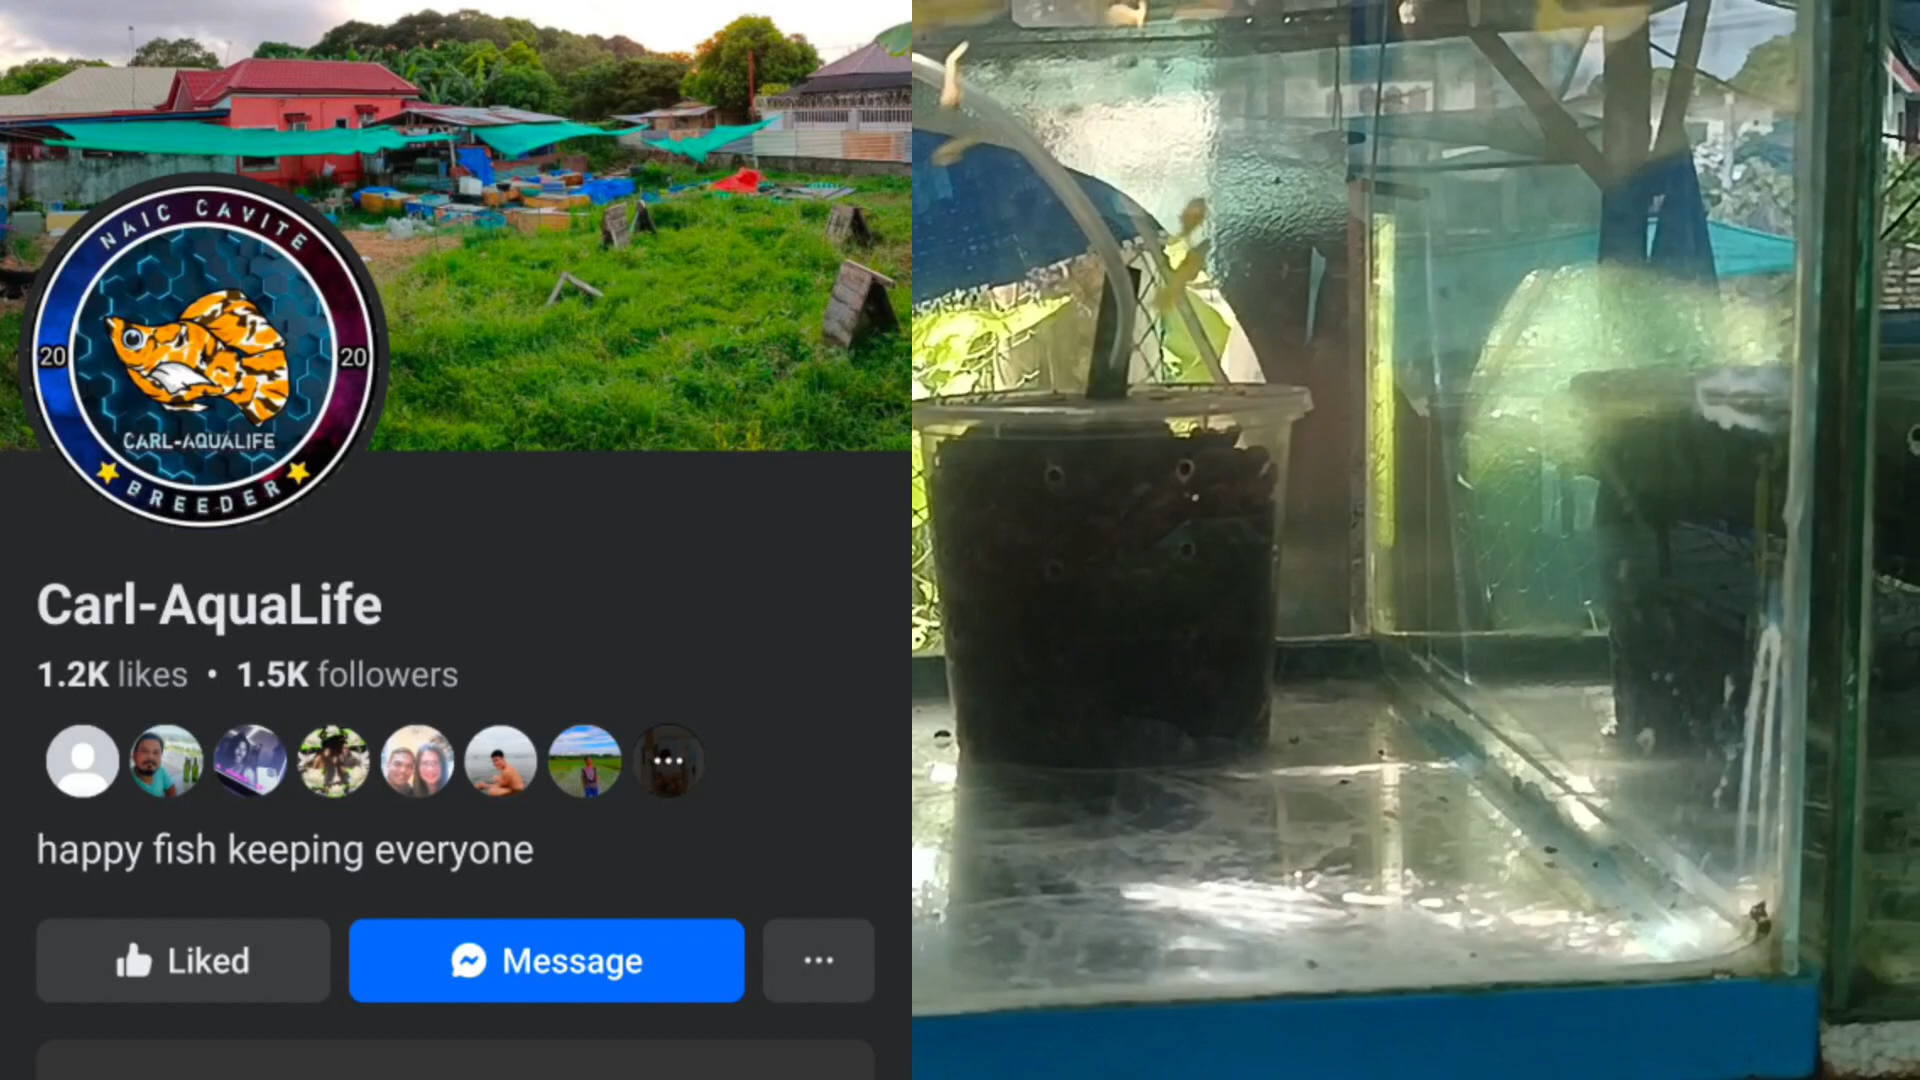 NAIC CAVITE
20
20
CARL-AQUALIFE
BREEDER
Carl-AquaLife
1.2K likes • 1.5K followers
happy fish keeping everyone
Liked
Message